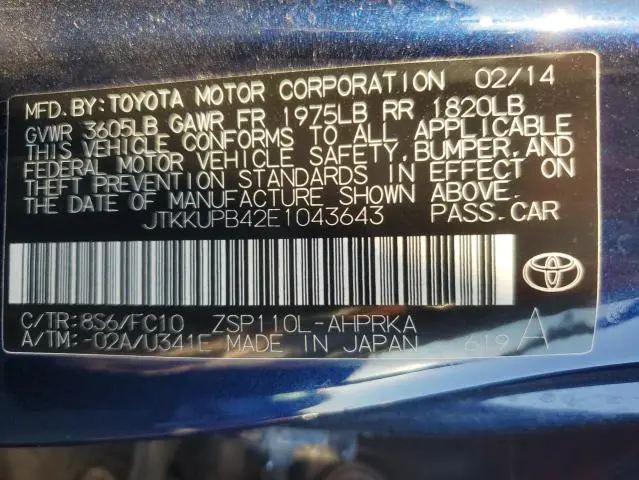 MFD.BY:TOYOTA MOTOR CORPORATION 02/14
GVWR 3605LB GAWR FR 1975LB RR 1820LB
THIS VEHICLE CONFORMS TO ALL APPLICABLE
FEDERAL MOTOR VEHICLE SAFETY,BUMPER,AND
THEFT PREVENTION STANDARDS IN EFFECT ON
THE DATE OF MANUFACTURE SHOWN ABOVE.
JTKKUPB42E1043643 PASS.CAR
C/TR:8S6/FC10 ZSP110L-AHPRKA
A/TM:-02A/U341E MADE IN JAPAN 619 A